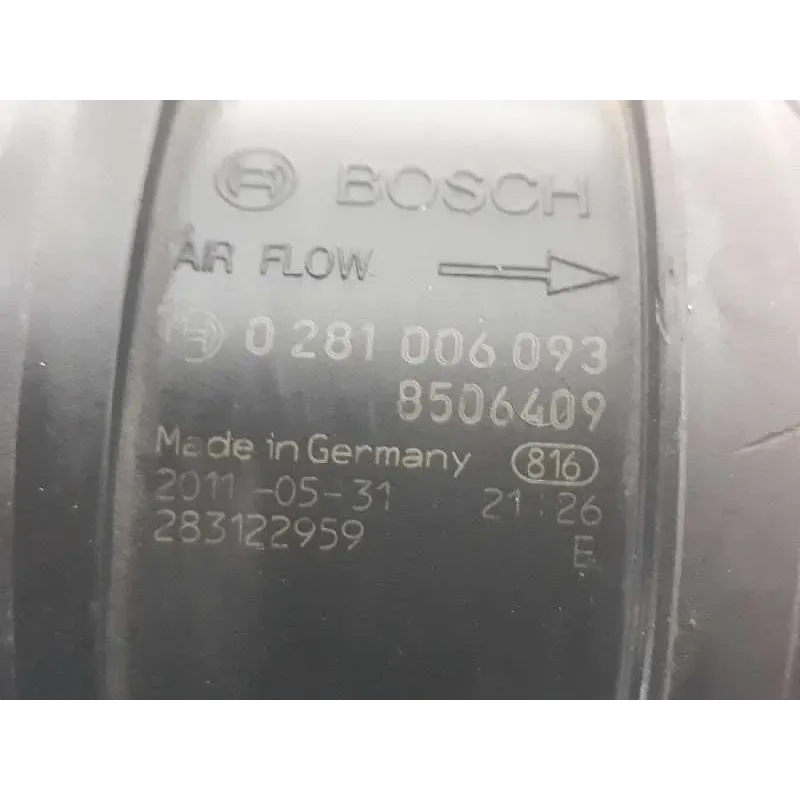 BOSCH
AIR FLOW
0 281 006 093
8506409
Made in Germany 816
2011-05-31 21:26
283122959 E